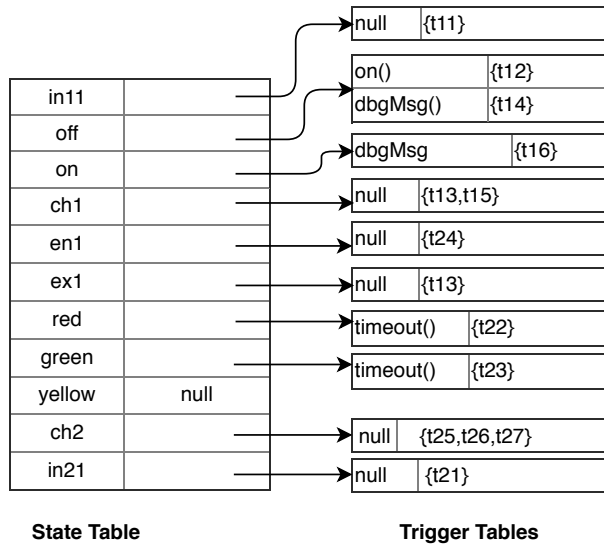 null {t11}
on() {t12}
in11
dbgMsg() {t14}
off
on
dbgMsg {t16}
ch1
null {t13,t15}
en1
null {t24}
ex1
null {t13}
red
timeout() {t22}
green
timeout() {t23}
yellow null
ch2
null {t25,t26,t27}
in21
null {t21}
State Table
Trigger Tables